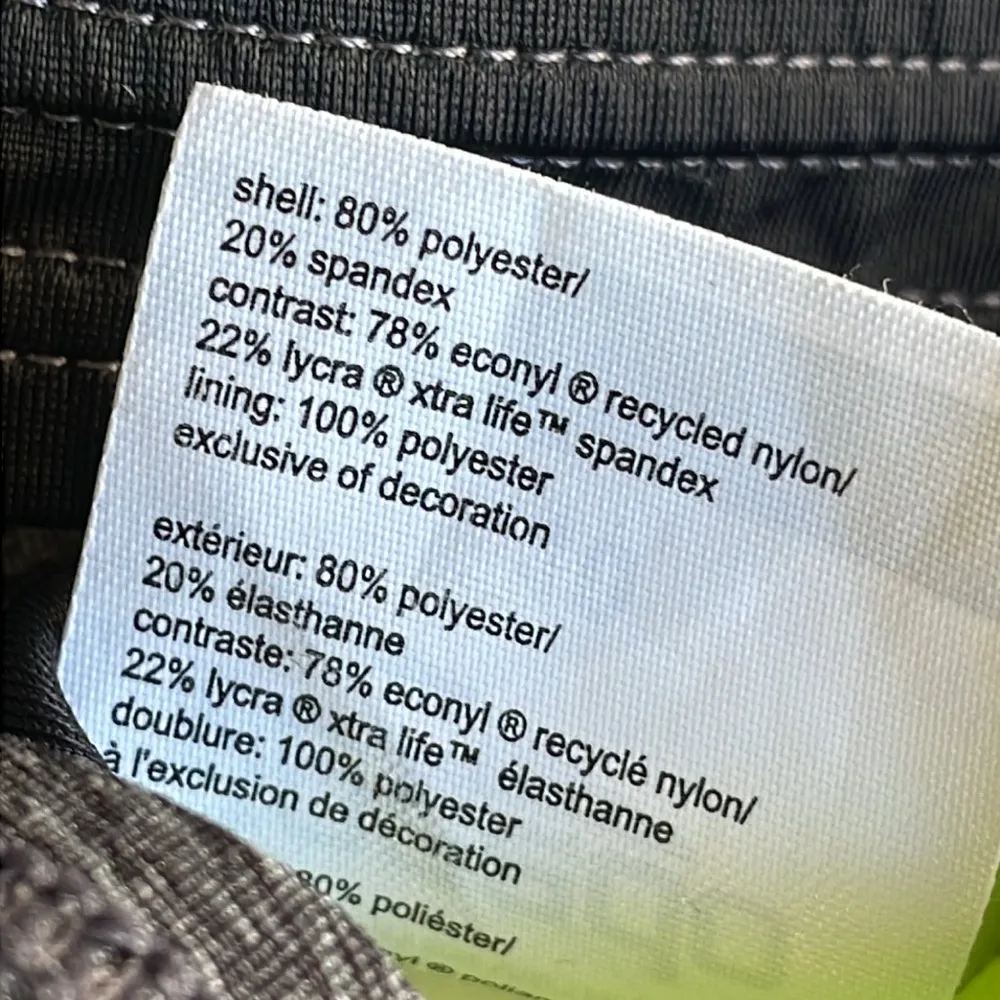 shell: 80% polyester/
20% spandex
contrast: 78% econyl ® recycled nylon/
22% lycra ® xtra life™ spandex
lining: 100% polyester
exclusive of decoration
extérieur: 80% polyester/
20% élasthanne
contraste: 78% econyl ® recyclé nylon/
22% lycra ® xtra life™ élasthanne
doublure: 100% polyester
à l'exclusion de décoration
80% poliéster/